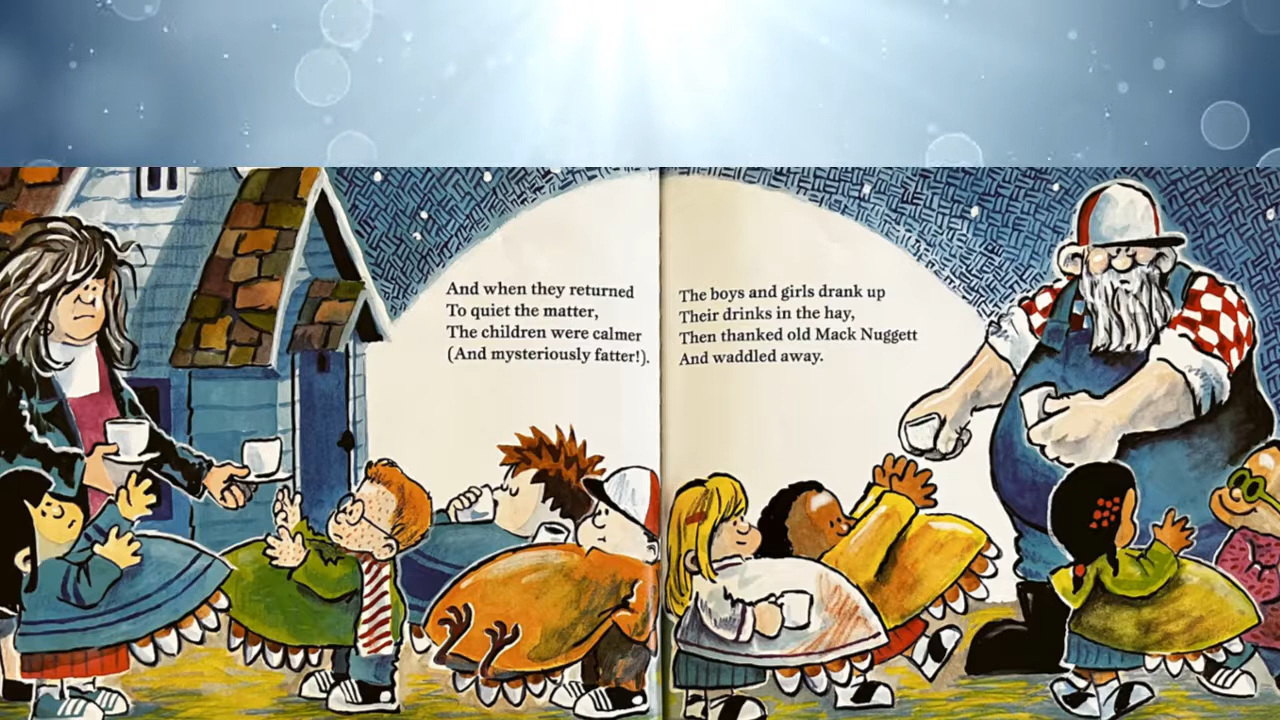 And when they returned
To quiet the matter,
The children were calmer
(And mysteriously fatter!).
The boys and girls drank up
Their drinks in the hay,
Then thanked old Mack Nuggett
And waddled away.